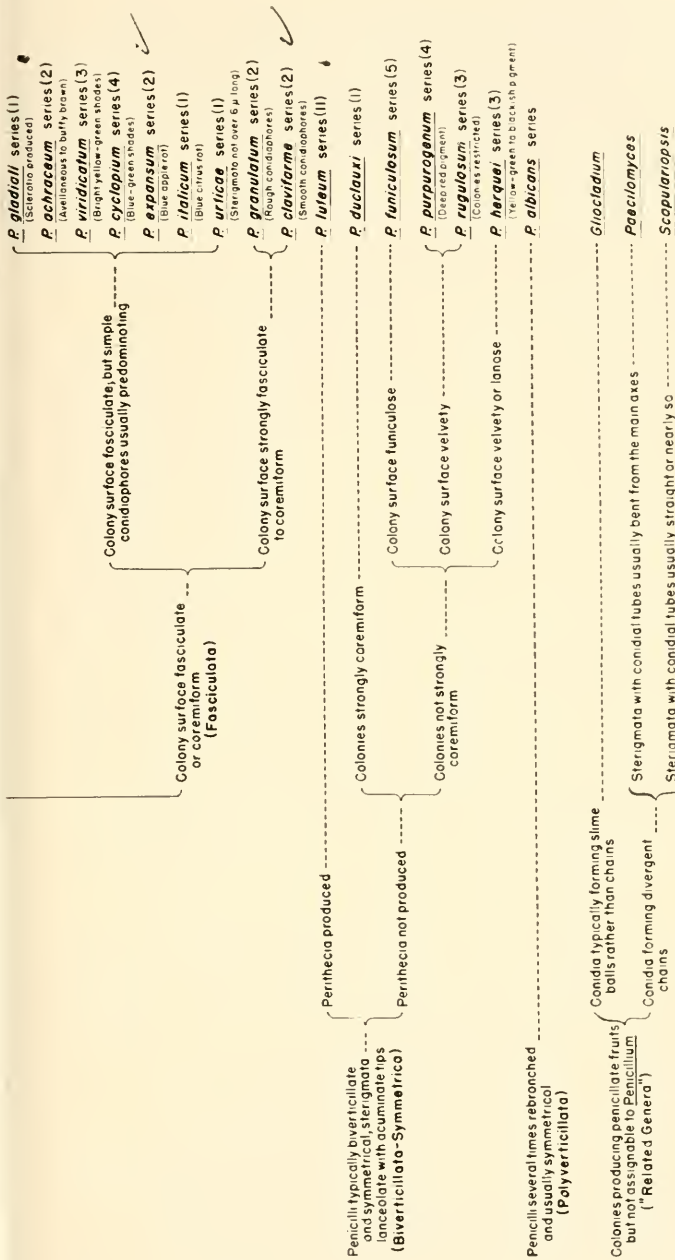 P. gladioli series (1)
(Sclerotia produced)
P. ochraceum series (2)
(Avellaneous to buffy brown)
P. viridicatum series (3)
(Bright yellow-green shades)
Colony surface fasciculate, but simple
conidiophores usually predominating
P. cyclopium series (4)
(Blue-green shades)
P. expansum series (2)
(Blue apple rot)
P. italicum series (1)
(Blue citrus rot)
P. urticae series (1)
(Sterigmata not over 6 µ long)
Colony surface fasciculate
or coremiform
(Fasciculata)
Colony surface strongly fasciculate
to coremiform
P. granulatum series (2)
(Rough conidiophores)
P. claviforme series (2)
(Smooth conidiophores)
Penicilli typically biverticillate
and symmetrical, sterigmata
lanceolate with acuminate tips
(Biverticillata-Symmetrica)
Perithecia produced
P. luteum series (11)
Perithecia not produced
Colonies strongly coremiform
P. duclauxi series (1)
Colonies not strongly
coremiform
Colony surface funiculose
P. funiculosum series (5)
Colony surface velvety
P. purpurogenum series (4)
(Deep red pigment)
P. rugulosum series (3)
(Colonies restricted)
Colony surface velvety or lanose
P. herquei series (3)
(Yellow-green to blackish pigment)
Penicilli several times rebranched
and usually symmetrical
(Polyverticillata)
P. albicans series
Colonies producing penicillate fruits
but not assignable to Penicillium
("Related Genera")
Conidia typically forming slime
balls rather than chains
Gliocladium
Conidia forming divergent
chains
Sterigmata with conidial tubes usually bent from the main axes
Paecilomyces
Sterigmata with conidial tubes usually straight or nearly so
Scopulariopsis